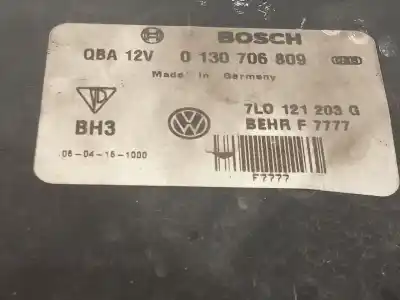 BOSCH
QBA 12V 0 130 706 809
Made in Germany
7L0 121 203 G
BH3
BEHR F 7777
06-04-15-1000
F7777